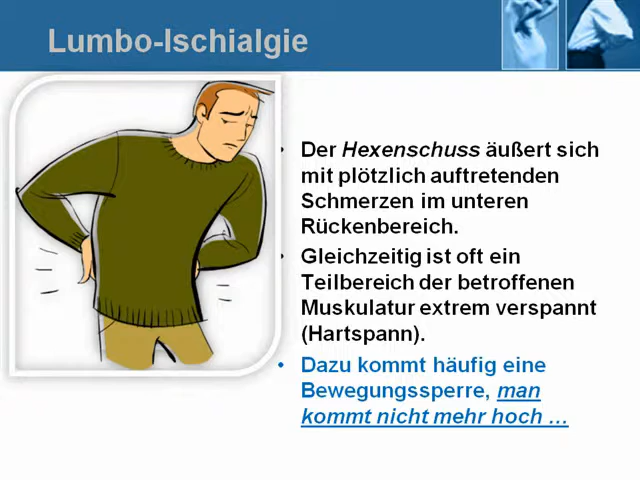 Lumbo-Ischialgie
• Der Hexenschuss äußert sich
mit plötzlich auftretenden
Schmerzen im unteren
Rückenbereich.
• Gleichzeitig ist oft ein
Teilbereich der betroffenen
Muskulatur extrem verspannt
(Hartspann).
• Dazu kommt häufig eine
Bewegungssperre, man
kommt nicht mehr hoch …